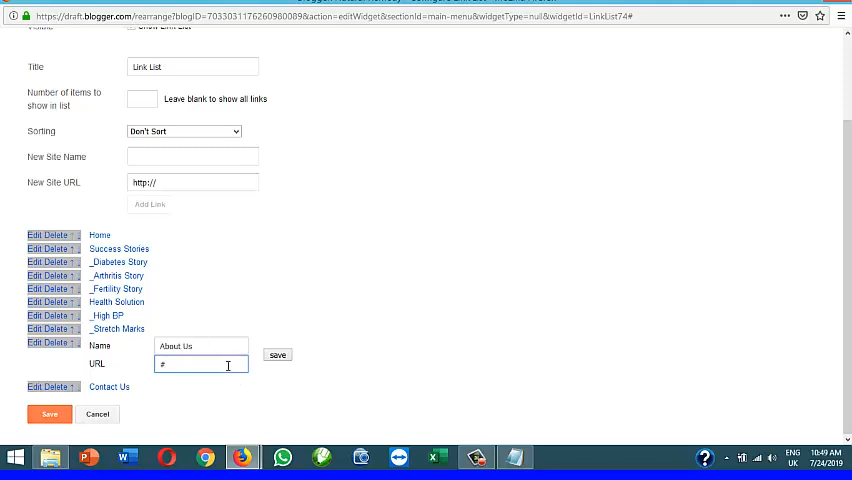 https://draft.blogger.com/rearrange?blogID=7033031176260980089&action=editWidget&sectionId=main-menu&widgetType=null&widgetId=LinkList74#
Title
Link List
Number of items to
show in list
Leave blank to show all links
Sorting
Don't Sort
New Site Name
New Site URL
http://
Add Link
Edit Delete ↑ ↓ Home
Edit Delete ↑ ↓ Success Stories
Edit Delete ↑ ↓ _Diabetes Story
Edit Delete ↑ ↓ _Arthritis Story
Edit Delete ↑ ↓ _Fertility Story
Edit Delete ↑ ↓ Health Solution
Edit Delete ↑ ↓ _High BP
Edit Delete ↑ ↓ _Stretch Marks
Edit Delete ↑ ↓ Name About Us
URL #
save
Edit Delete ↑ ↓ Contact Us
Save Cancel
ENG 10:49 AM
UK 7/24/2019